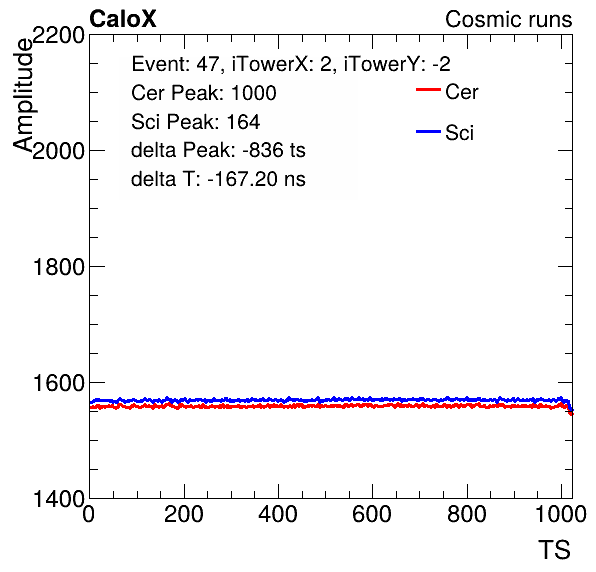 CaloX Cosmic runs
Amplitude
2200
2000
1800
1600
1400
Event: 47, iTowerX: 2, iTowerY: -2
Cer Peak: 1000
Sci Peak: 164
delta Peak: -836 ts
delta T: -167.20 ns
Cer
Sci
0 200 400 600 800 1000
TS